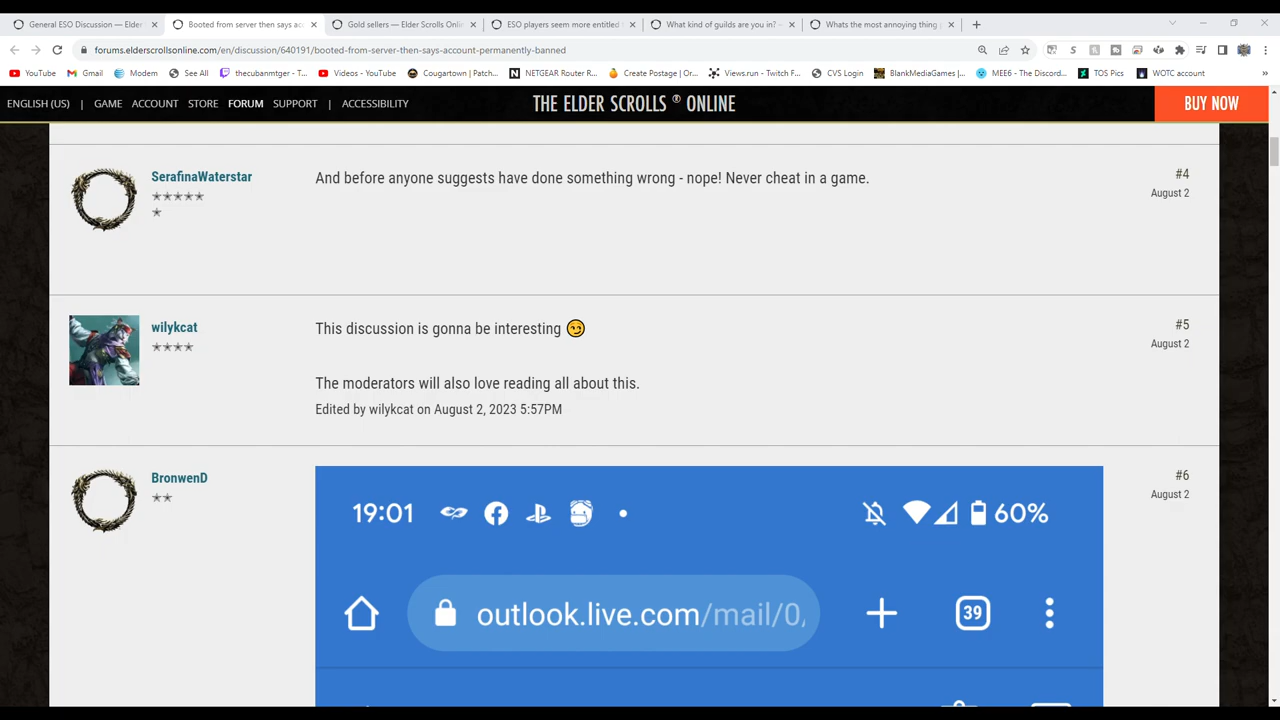 General ESO Discussion — Elder
Booted from server then says acc
Gold sellers — Elder Scrolls Onli
ESO players seem more entitled
What kind of guilds are you in? —
Whats the most annoying thing
forums.elderscrollsonline.com/en/discussion/640191/booted-from-server-then-says-account-permanently-banned
YouTube
Gmail
Modem
See All
thecubanmtger - T...
Videos - YouTube
Cougartown | Patch...
NETGEAR Router R...
Create Postage | Or...
Views.run - Twitch F...
CVS Login
BlankMediaGames |...
MEE6 - The Discord...
TOS Pics
WOTC account
»
ENGLISH (US) | GAME ACCOUNT STORE FORUM SUPPORT | ACCESSIBILITY
THE ELDER SCROLLS ® ONLINE
BUY NOW
SerafinaWaterstar
And before anyone suggests have done something wrong - nope! Never cheat in a game.
#4
August 2
wilykcat
This discussion is gonna be interesting 😏
#5
August 2
The moderators will also love reading all about this.
Edited by wilykcat on August 2, 2023 5:57PM
BronwenD
#6
August 2
19:01
60%
outlook.live.com/mail/0,
39